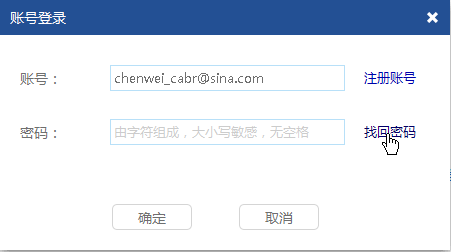 账号登录
账号： chenwei_cabr@sina.com 注册账号
密码： 由字符组成，大小写敏感，无空格 找回密码
确定 取消